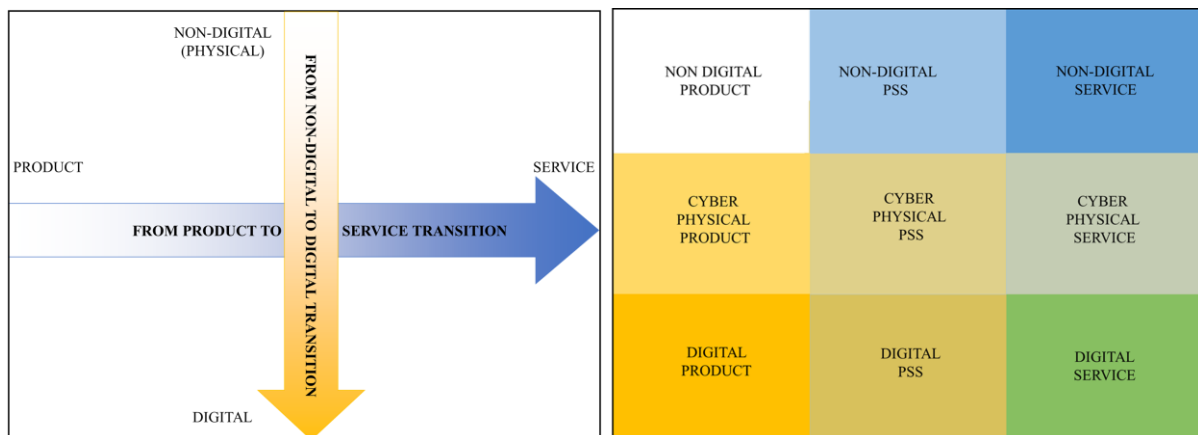 NON-DIGITAL
(PHYSICAL)
FROM NON-DIGITAL TO DIGITAL TRANSITION
PRODUCT
SERVICE
FROM PRODUCT TO
SERVICE TRANSITION
DIGITAL
NON DIGITAL
PRODUCT
NON-DIGITAL
PSS
NON-DIGITAL
SERVICE
CYBER
PHYSICAL
PRODUCT
CYBER
PHYSICAL
PSS
CYBER
PHYSICAL
SERVICE
DIGITAL
PRODUCT
DIGITAL
PSS
DIGITAL
SERVICE